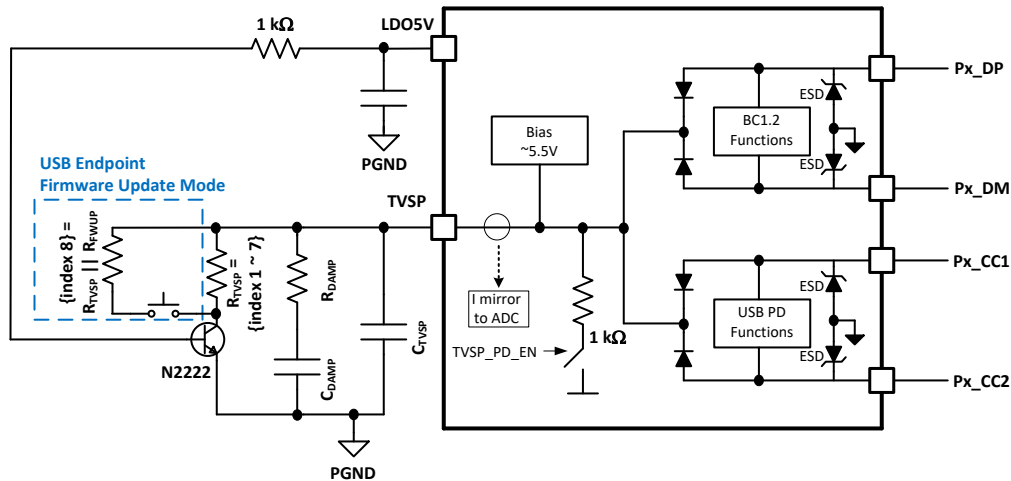 1 kΩ
LDO5V
PGND
USB Endpoint
Firmware Update Mode
{index 8} =
RTVSP || RFWUP
RTVSP =
{index 1 ~ 7}
N2222
RDAMP
CDAMP
CTVSP
PGND
TVSP
Bias
~5.5V
I mirror
to ADC
TVSP_PD_EN
1 kΩ
BC1.2
Functions
ESD
ESD
Px_DP
Px_DM
USB PD
Functions
ESD
ESD
Px_CC1
Px_CC2